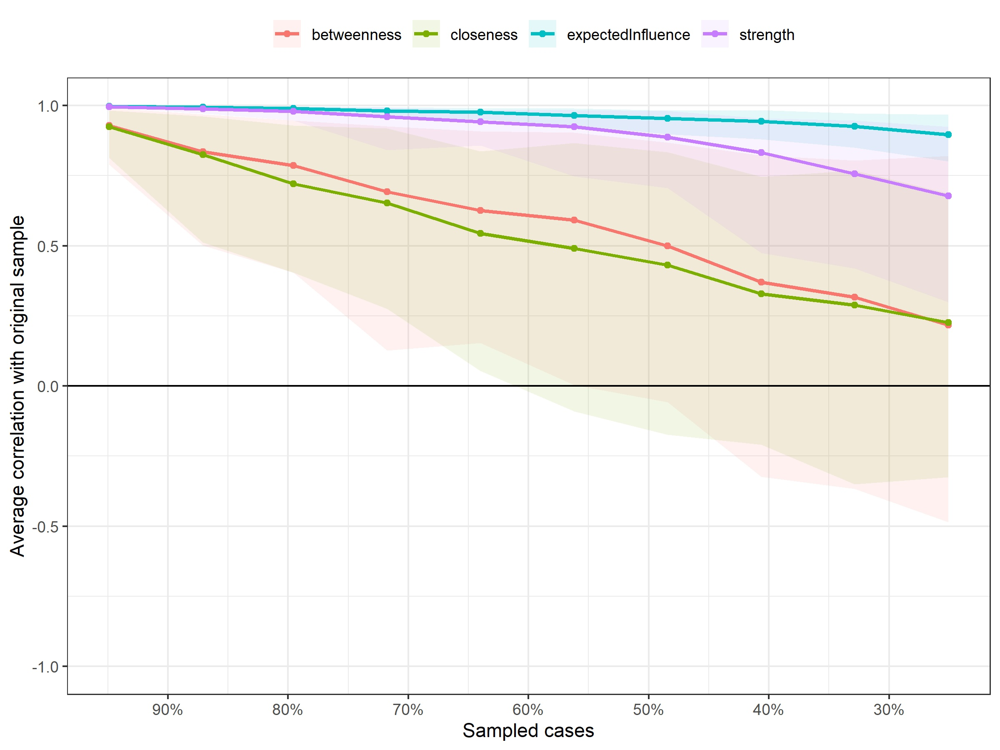 betweenness closeness expectedInfluence strength
Average correlation with original sample
1.0
0.5
0.0
-0.5
-1.0
90% 80% 70% 60% 50% 40% 30%
Sampled cases